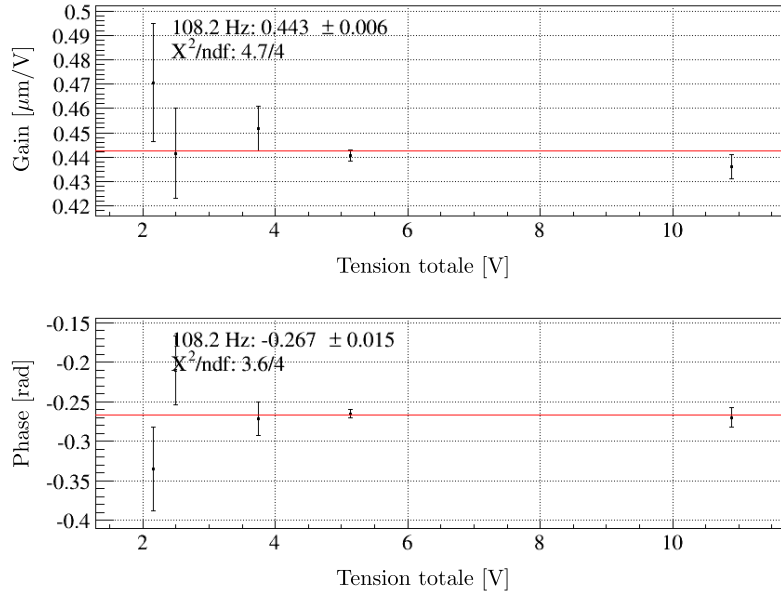 0.5
108.2 Hz: 0.443 ± 0.006
0.49
X²/ndf: 4.7/4
0.48
0.47
0.46
0.45
0.44
0.43
0.42
Gain [μm/V]
2 4 6 8 10
Tension totale [V]
-0.15
108.2 Hz: -0.267 ± 0.015
-0.2
X²/ndf: 3.6/4
-0.25
-0.3
-0.35
-0.4
Phase [rad]
2 4 6 8 10
Tension totale [V]